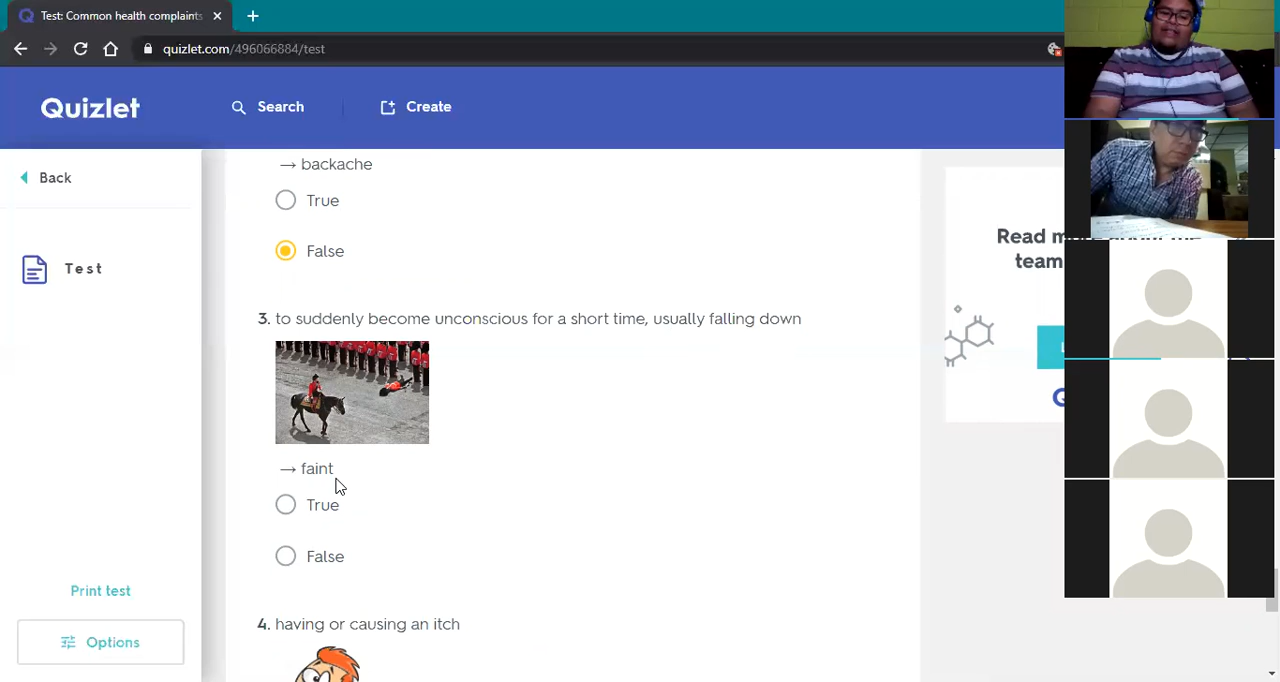 Test: Common health complaints
quizlet.com/496066884/test
Quizlet
Search
Create
Back
Test
Print test
Options
→ backache
True
False
3. to suddenly become unconscious for a short time, usually falling down
→ faint
True
False
4. having or causing an itch
Read
team